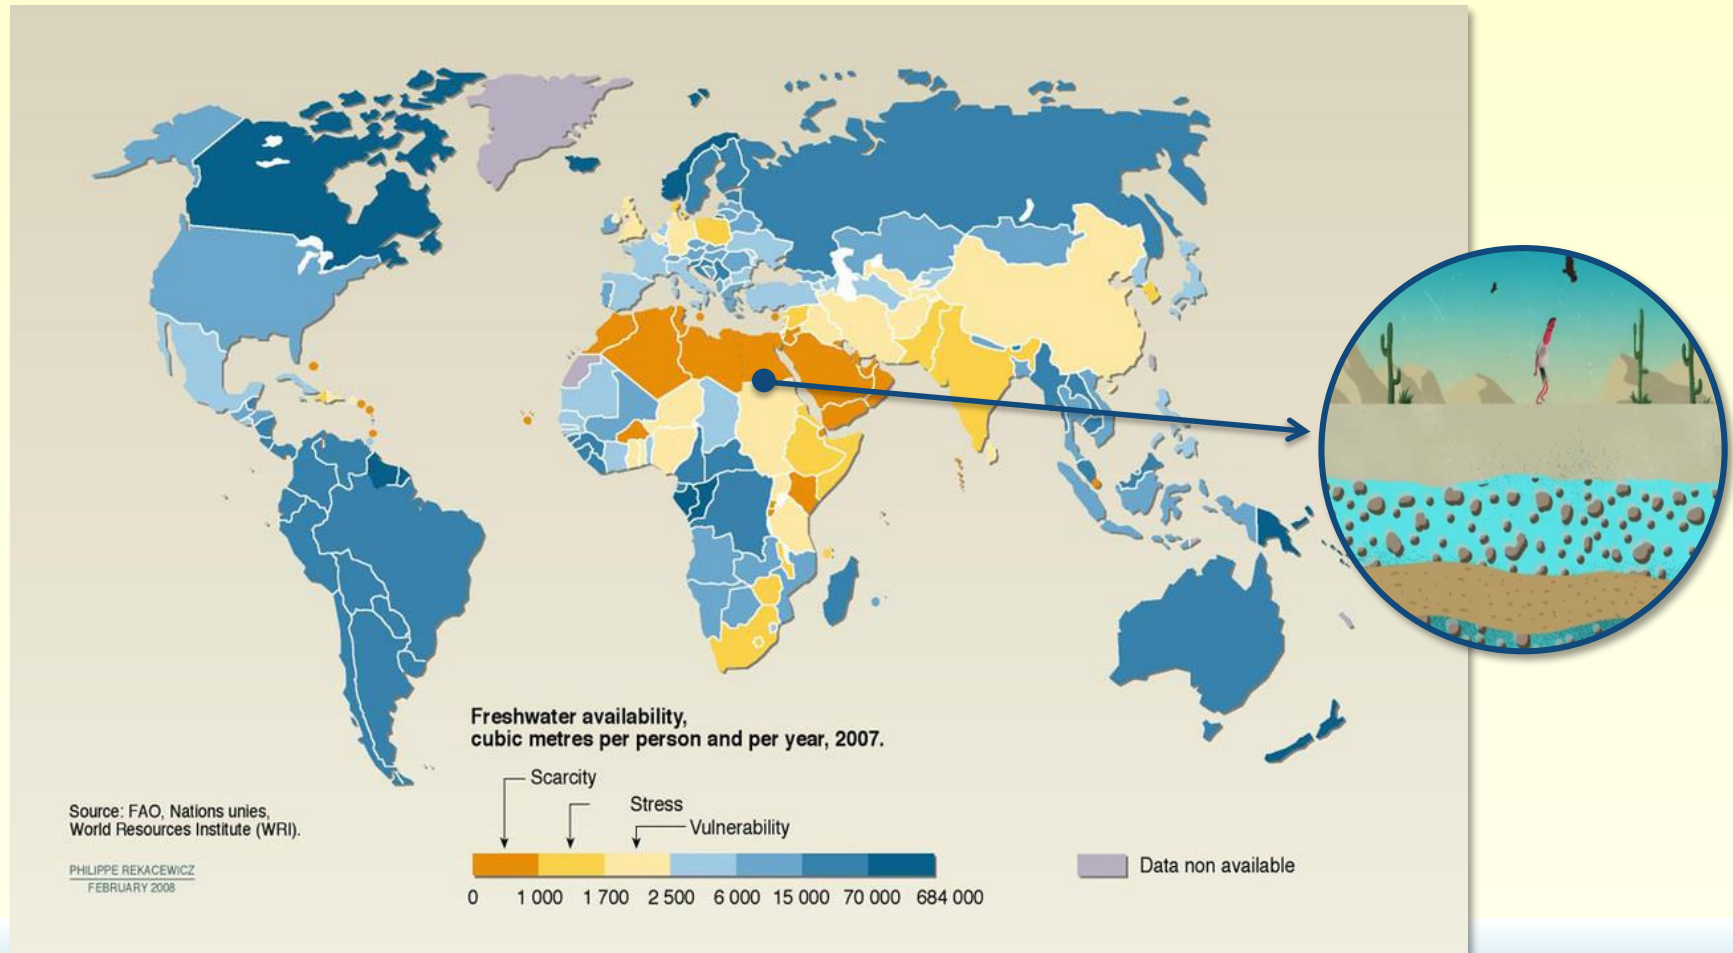 Freshwater availability,
cubic metres per person and per year, 2007.
Scarcity
Stress
Vulnerability
0 1 000 1 700 2 500 6 000 15 000 70 000 684 000
Data non available
Source: FAO, Nations unies,
World Resources Institute (WRI).
PHILIPPE REKACEWICZ
FEBRUARY 2008